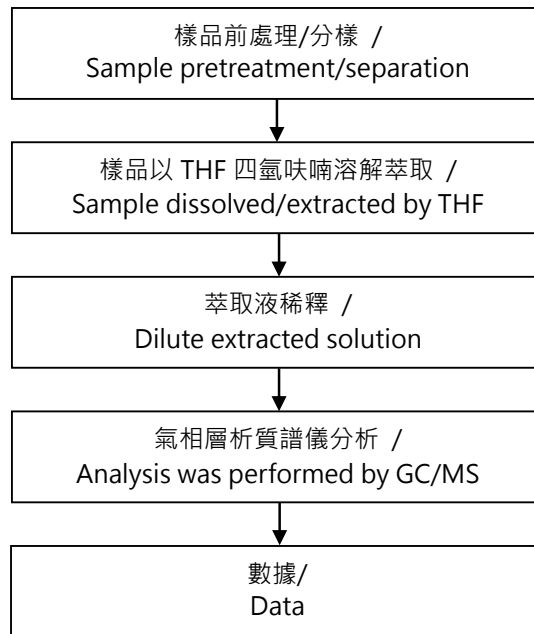 樣品前處理/分樣 /
Sample pretreatment/separation
樣品以 THF 四氫呋喃溶解萃取 /
Sample dissolved/extracted by THF
萃取液稀釋 /
Dilute extracted solution
氣相層析質譜儀分析 /
Analysis was performed by GC/MS
數據/
Data